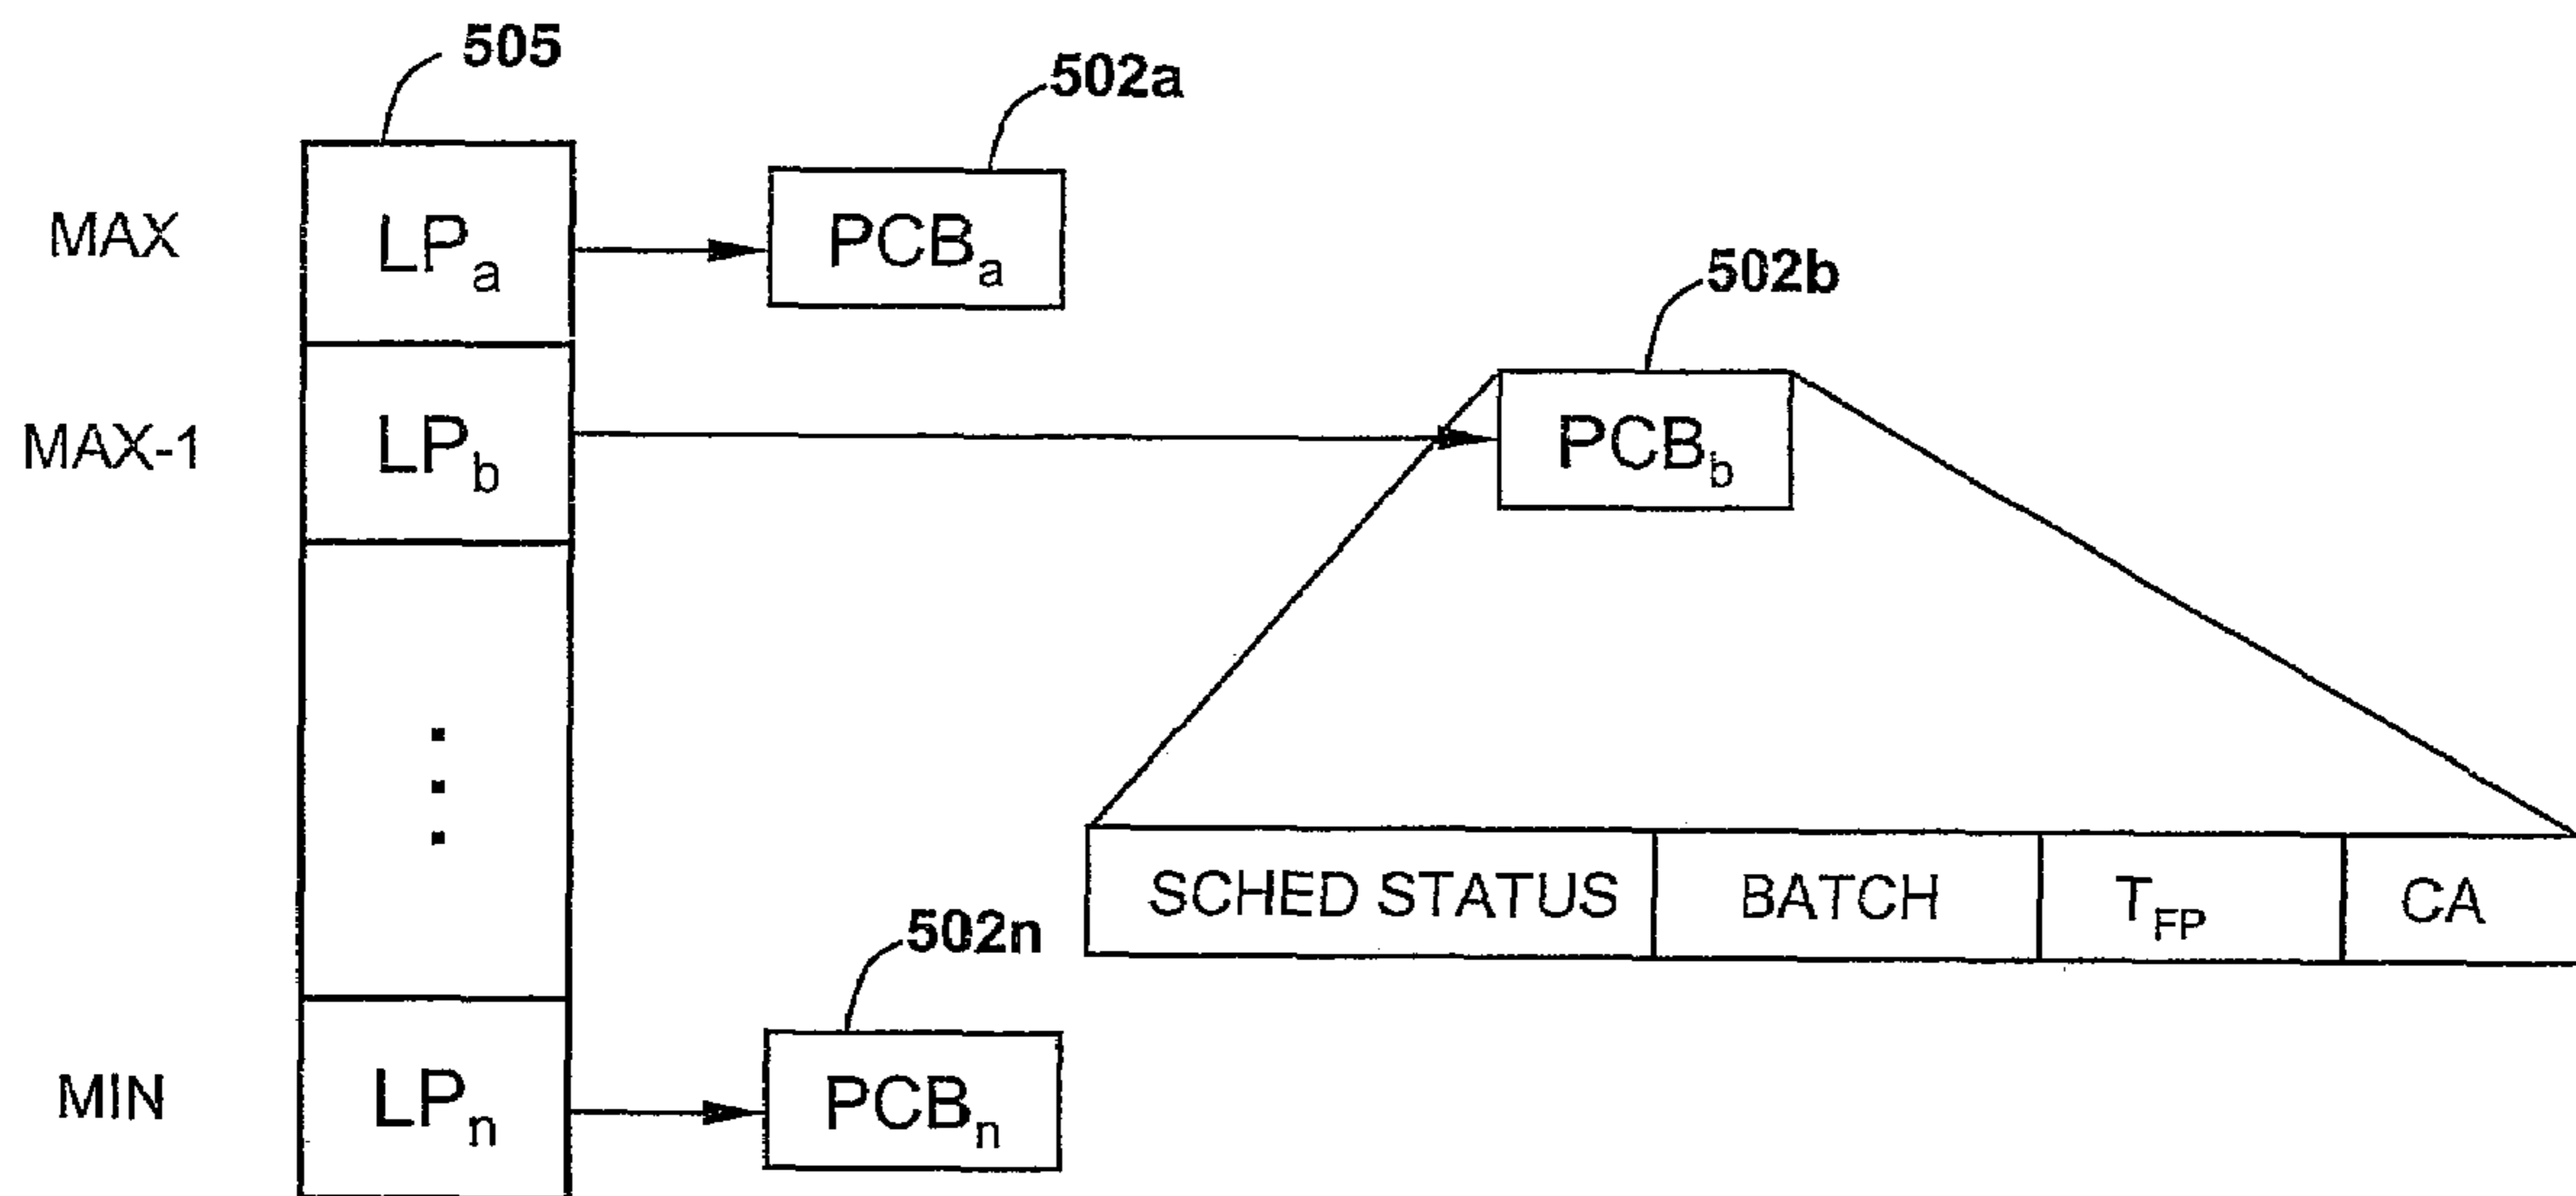 505
502a
MAX
LPa
PCBa
502b
MAX-1
LPb
PCBb
SCHED STATUS BATCH TFP CA
502n
MIN
LPn
PCBn